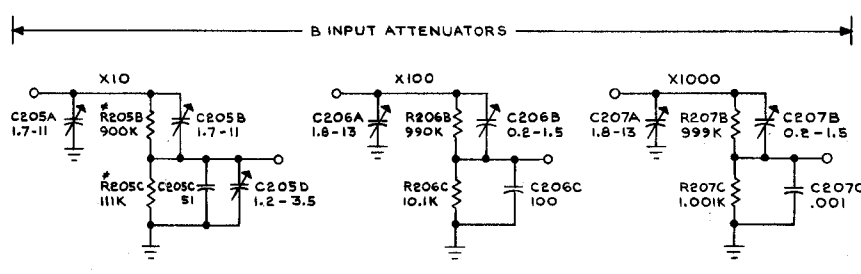 B INPUT ATTENUATORS
X10
X100
X1000
C205A
1.7-11
*
R205B
900K
C205B
1.7-11
C206A
1.8-13
R206B
990K
C206B
0.2-1.5
C207A
1.8-13
R207B
999K
C207B
0.2-1.5
*
R205C
111K
C205C
51
C205D
1.2-3.5
R206C
10.1K
C206C
100
R207C
1.001K
C207C
.001